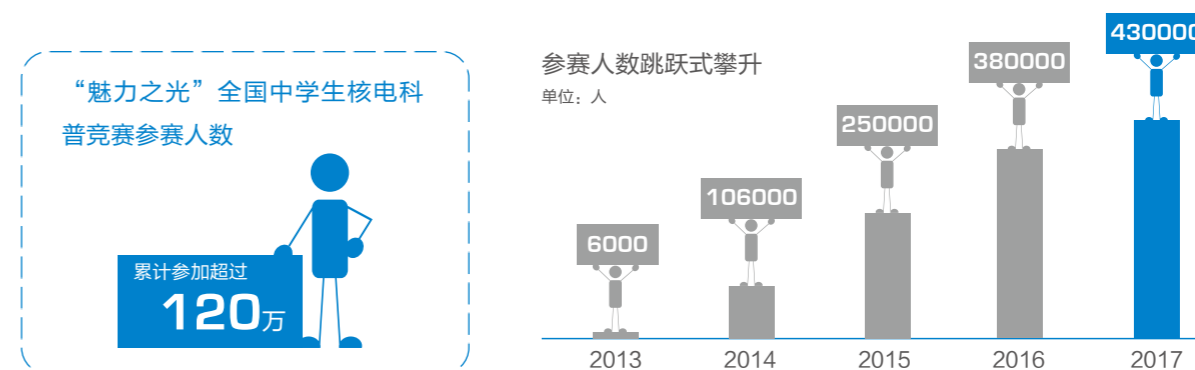 “魅力之光”全国中学生核电科
普竞赛参赛人数
累计参加超过
120万
参赛人数跳跃式攀升
单位：人
6000
106000
250000
380000
430000
2013
2014
2015
2016
2017